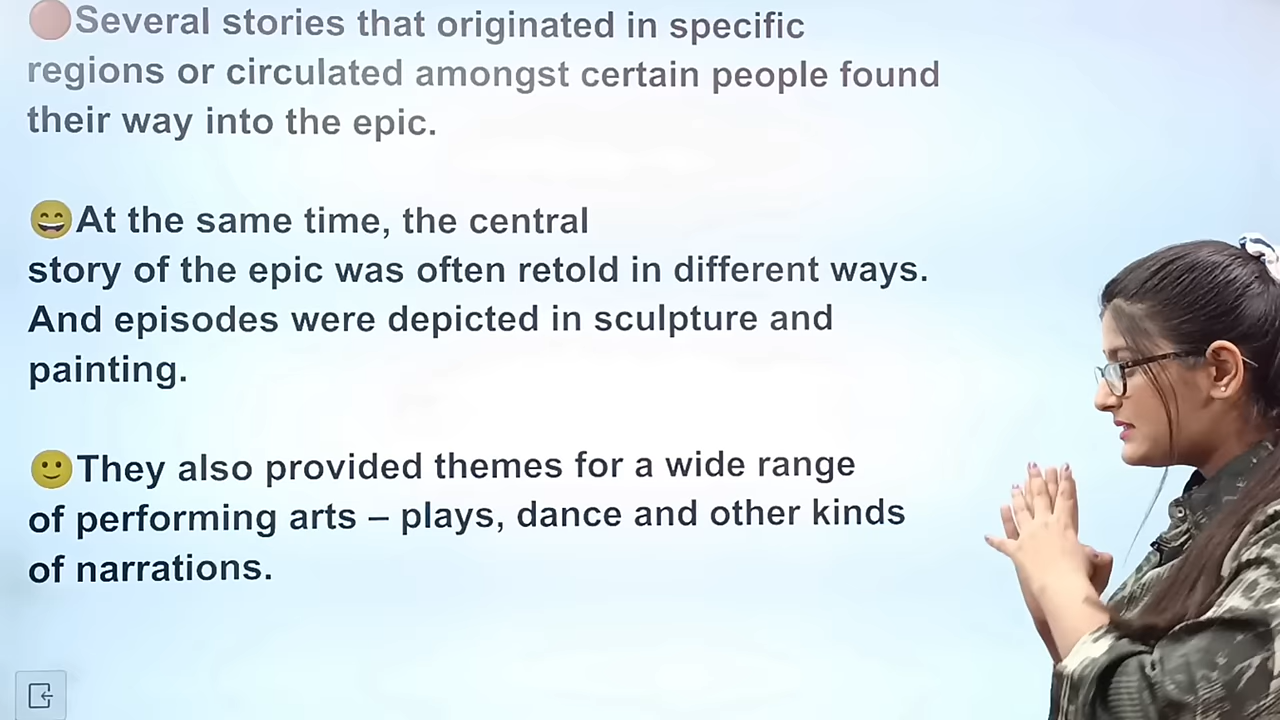 🔴Several stories that originated in specific
regions or circulated amongst certain people found
their way into the epic.
😄At the same time, the central
story of the epic was often retold in different ways.
And episodes were depicted in sculpture and
painting.
🙂They also provided themes for a wide range
of performing arts – plays, dance and other kinds
of narrations.